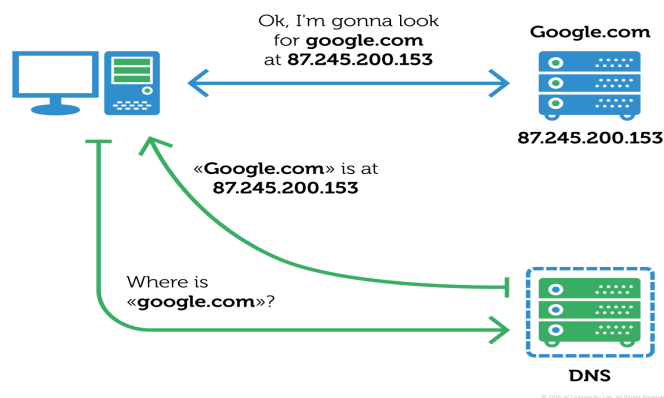 Ok, I'm gonna look
for google.com
at 87.245.200.153
Google.com
87.245.200.153
«Google.com» is at
87.245.200.153
Where is
«google.com»?
DNS